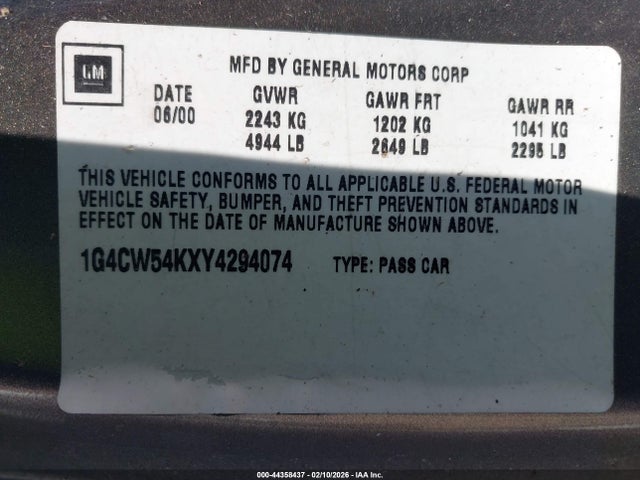 GM
MFD BY GENERAL MOTORS CORP
DATE GVWR GAWR FRT GAWR RR
06/00 2243 KG 1202 KG 1041 KG
4944 LB 2649 LB 2295 LB
THIS VEHICLE CONFORMS TO ALL APPLICABLE U.S. FEDERAL MOTOR
VEHICLE SAFETY, BUMPER, AND THEFT PREVENTION STANDARDS IN
EFFECT ON THE DATE OF MANUFACTURE SHOWN ABOVE.
1G4CW54KXY4294074 TYPE: PASS CAR
000-44358437 - 02/10/2026 - IAA Inc.